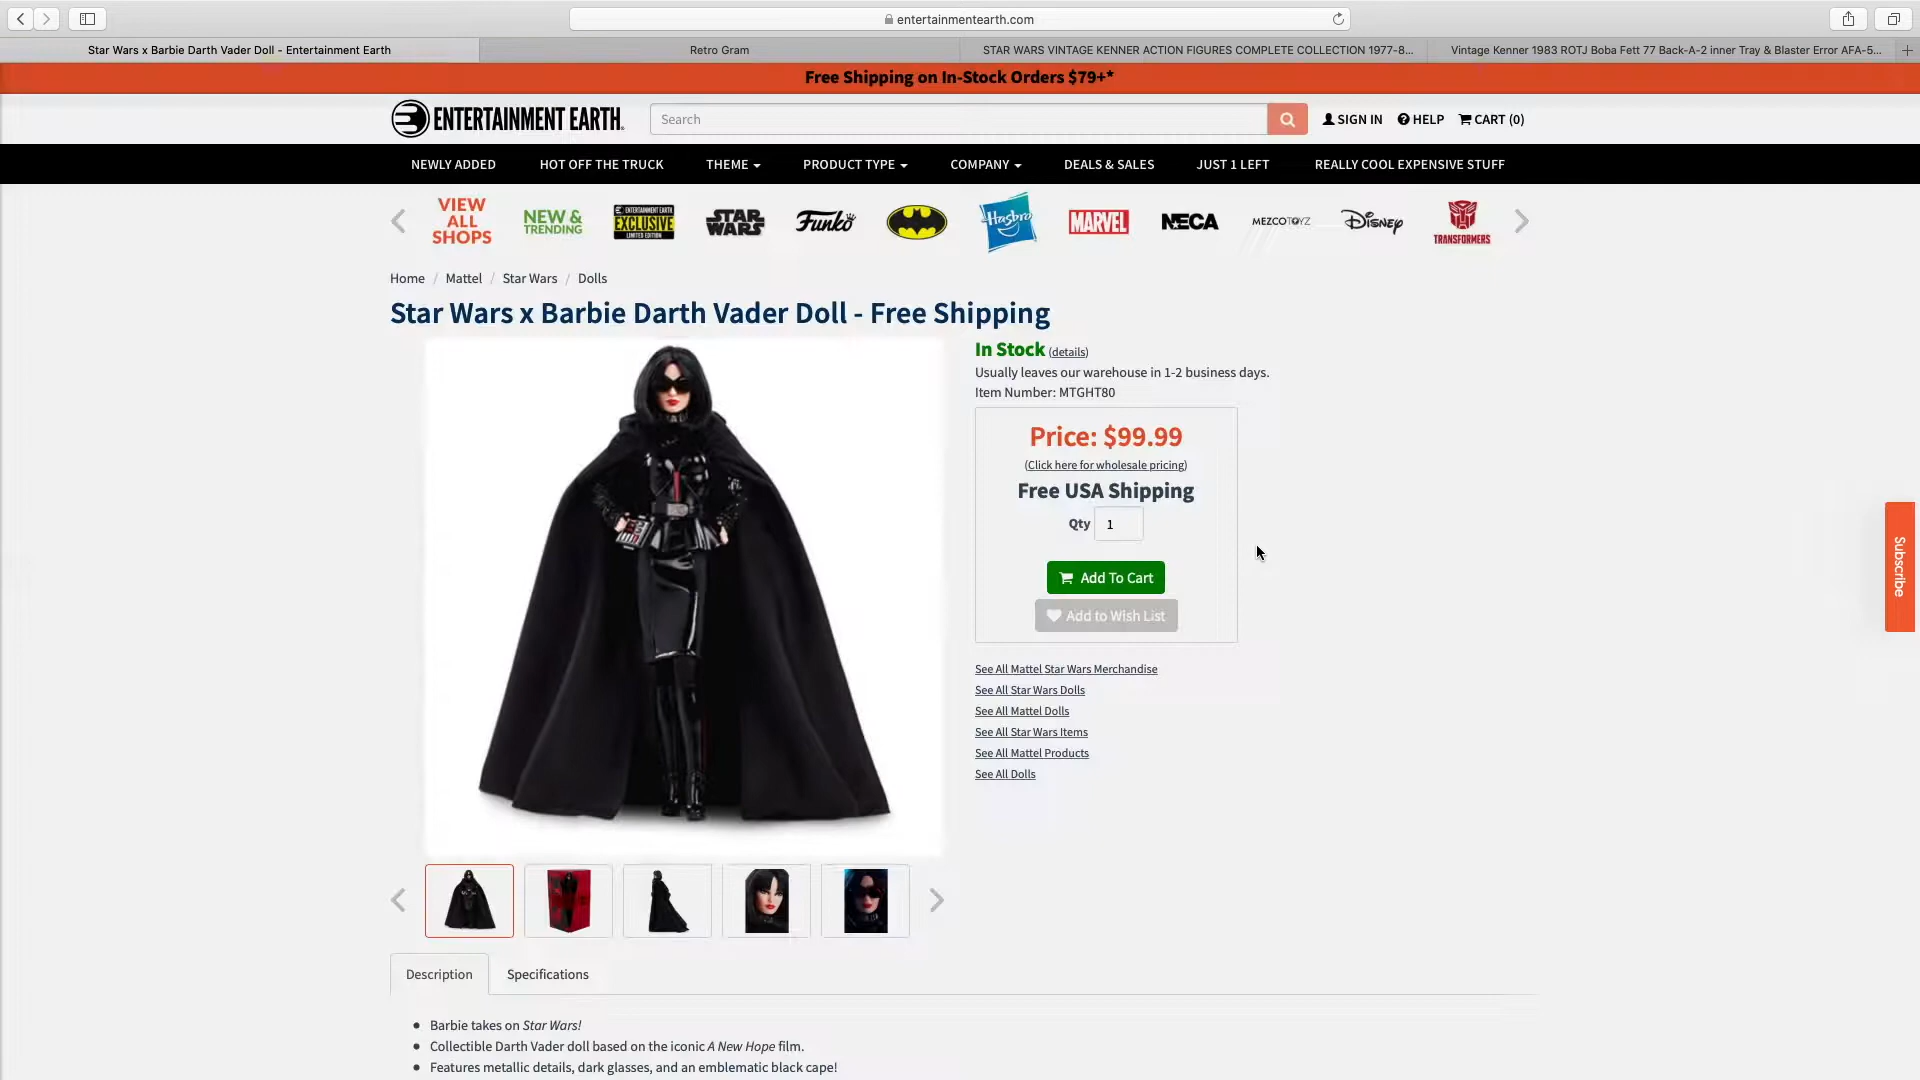 entertainmentearth.com
Star Wars x Barbie Darth Vader Doll - Entertainment Earth
Retro Gram
STAR WARS VINTAGE KENNER ACTION FIGURES COMPLETE COLLECTION 1977-8...
Vintage Kenner 1983 ROTJ Boba Fett 77 Back-A-2 inner Tray & Blaster Error AFA-5...
Free Shipping on In-Stock Orders $79+*
ENTERTAINMENT EARTH
Search
SIGN IN
HELP
CART (0)
NEWLY ADDED
HOT OFF THE TRUCK
THEME
PRODUCT TYPE
COMPANY
DEALS & SALES
JUST 1 LEFT
REALLY COOL EXPENSIVE STUFF
VIEW
ALL
SHOPS
NEW &
TRENDING
ENTERTAINMENT EARTH
EXCLUSIVE
LIMITED EDITION
STAR
WARS
Funko
Hasbro
MARVEL
NECA
MEZCO TOYZ
Disney
TRANSFORMERS
Home / Mattel / Star Wars / Dolls
Star Wars x Barbie Darth Vader Doll - Free Shipping
In Stock (details)
Usually leaves our warehouse in 1-2 business days.
Item Number: MTGHT80
Price: $99.99
(Click here for wholesale pricing)
Free USA Shipping
Qty 1
Add To Cart
Add to Wish List
See All Mattel Star Wars Merchandise
See All Star Wars Dolls
See All Mattel Dolls
See All Star Wars Items
See All Mattel Products
See All Dolls
Subscribe
Description
Specifications
Barbie takes on Star Wars!
Collectible Darth Vader doll based on the iconic A New Hope film.
Features metallic details, dark glasses, and an emblematic black cape!